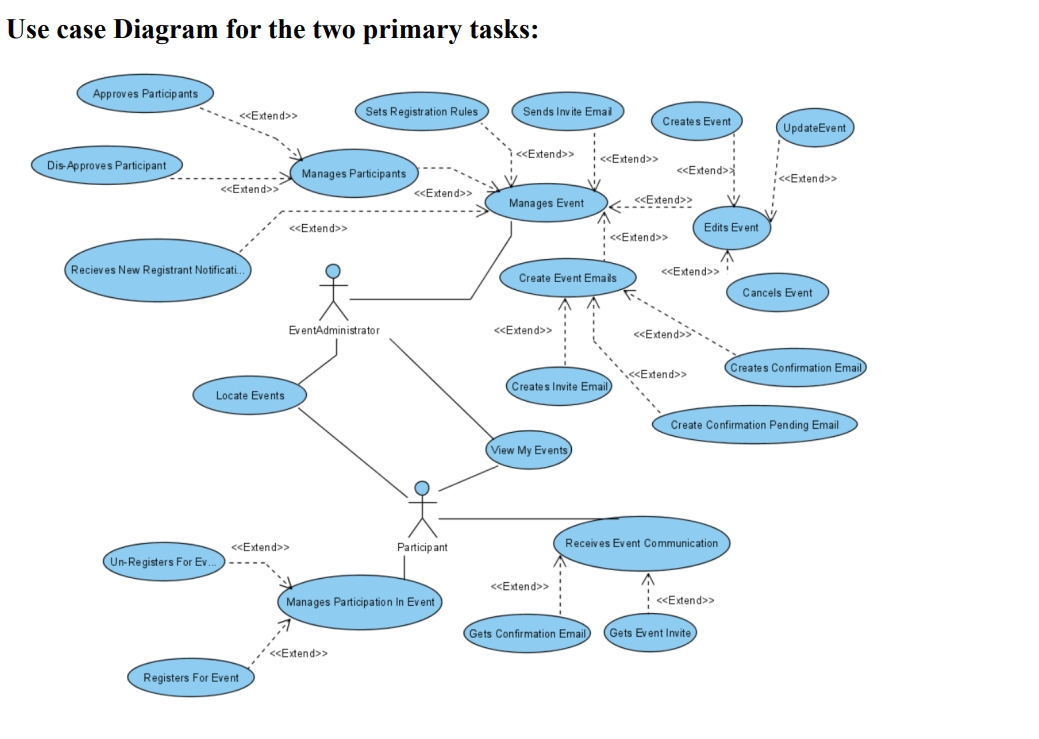 Use case Diagram for the two primary tasks:
Approves Participants
<<Extend>>
Sets Registration Rules
Sends Invite Email
Creates Event
UpdateEvent
Dis-Approves Participant
<<Extend>>
Manages Participants
<<Extend>>
<<Extend>>
<<Extend>>
<<Extend>>
<<Extend>>
Manages Event
<<Extend>>
Edits Event
<<Extend>>
<<Extend>>
Recieves New Registrant Notificati...
<<Extend>>
Create Event Emails
Cancels Event
EventAdministrator
<<Extend>>
<<Extend>>
Creates Confirmation Email
<<Extend>>
Creates Invite Email
Locate Events
Create Confirmation Pending Email
View My Events
Participant
Receives Event Communication
<<Extend>>
Un-Registers For Ev...
<<Extend>>
<<Extend>>
Manages Participation In Event
Gets Confirmation Email
Gets Event Invite
<<Extend>>
Registers For Event